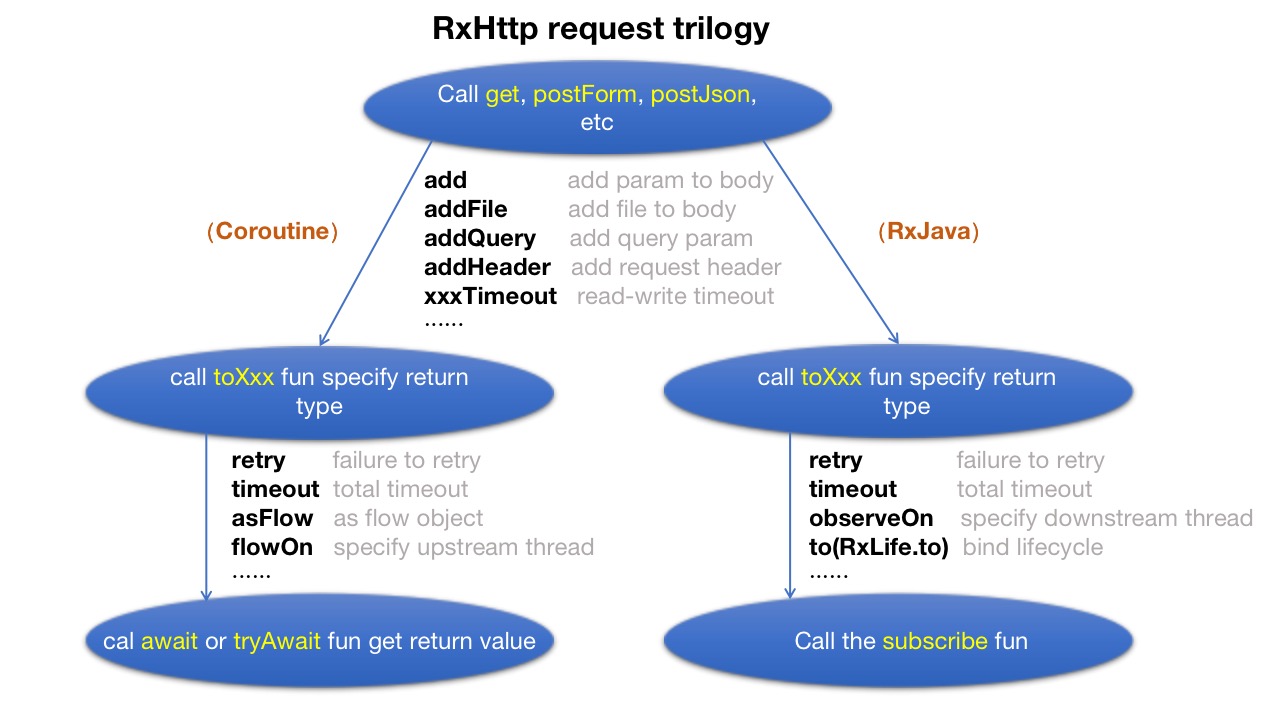 RxHttp request trilogy
Call get, postForm, postJson,
etc
add add param to body
addFile add file to body
addQuery add query param
addHeader add request header
xxxTimeout read-write timeout
······
（Coroutine）
（RxJava）
call toXxx fun specify return
type
retry failure to retry
timeout total timeout
asFlow as flow object
flowOn specify upstream thread
······
cal await or tryAwait fun get return value
call toXxx fun specify return
type
retry failure to retry
timeout total timeout
observeOn specify downstream thread
to(RxLife.to) bind lifecycle
······
Call the subscribe fun